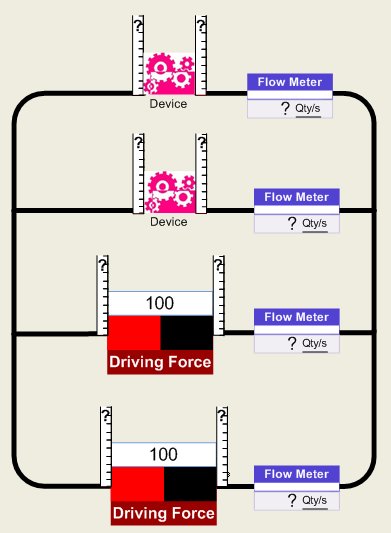 ? ?
Device
Flow Meter
? Qty/s
? ?
Device
Flow Meter
? Qty/s
? ?
100
Driving Force
Flow Meter
? Qty/s
? ?
100
Driving Force
Flow Meter
? Qty/s